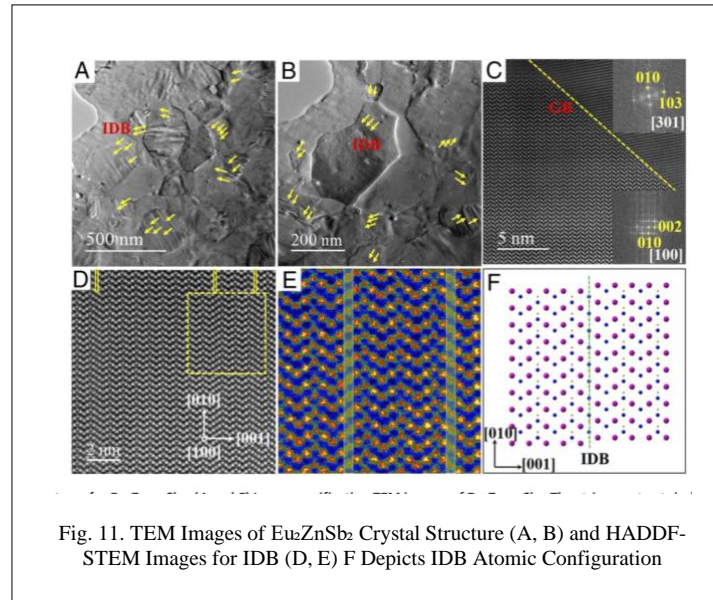 A
IDB
500 nm
B
IDB
200 nm
C
GB
010
103̄
[301]
002
010
[100]
5 nm
D
[010]
[001]
[100]
2 nm
E
F
[010]
[001]
IDB
Fig. 11. TEM Images of Eu₂ZnSb₂ Crystal Structure (A, B) and HADDF-
STEM Images for IDB (D, E) F Depicts IDB Atomic Configuration